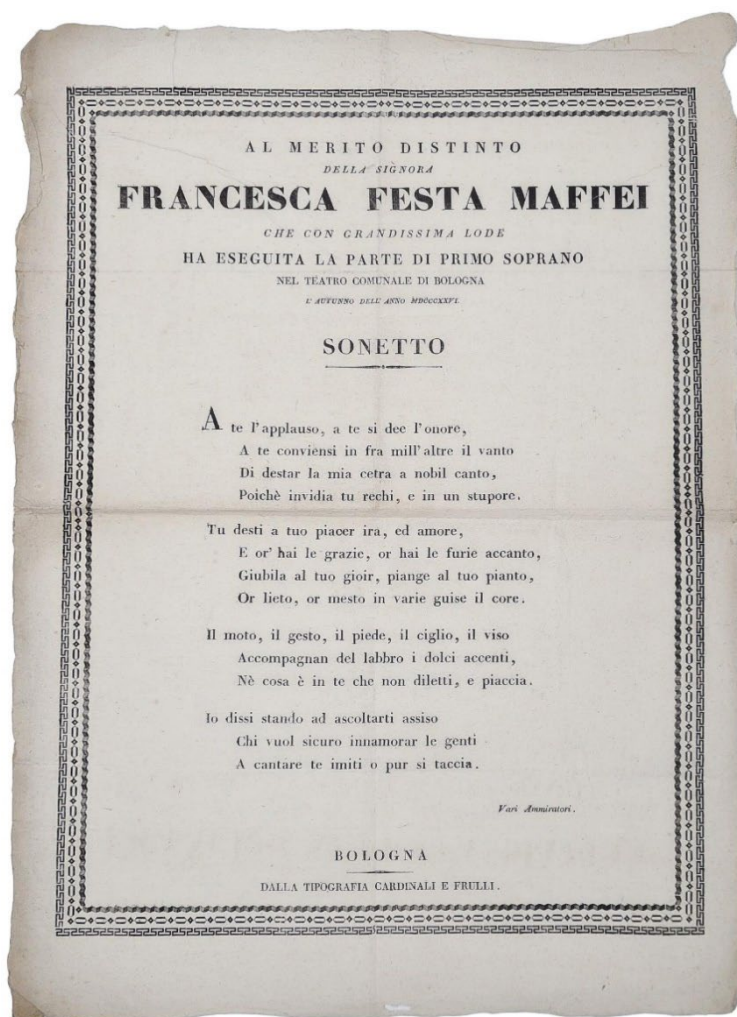 AL MERITO DISTINTO
DELLA SIGNORA
FRANCESCA FESTA MAFFEI
CHE CON GRANDISSIMA LODE
HA ESEGUITA LA PARTE DI PRIMO SOPRANO
NEL TEATRO COMUNALE DI BOLOGNA
L'AUTUNNO DELL'ANNO MDCCCXXVI.
SONETTO
A te l'applauso, a te si dee l'onore,
A te conviensi in fra mill'altre il vanto
Di destar la mia cetra a nobil canto,
Poichè invidia tu rechi, e in un stupore.
Tu desti a tuo piacer ira, ed amore,
E or' hai le grazie, or hai le furie accanto,
Giubila al tuo gioir, piange al tuo pianto,
Or lieto, or mesto in varie guise il core.
Il moto, il gesto, il piede, il ciglio, il viso
Accompagnan del labbro i dolci accenti,
Nè cosa è in te che non diletti, e piaccia.
Io dissi stando ad ascoltarti assiso
Chi vuol sicuro innamorar le genti
A cantare te imiti o pur si taccia.
Vari Ammiratori.
BOLOGNA
DALLA TIPOGRAFIA CARDINALI E FRULLI.